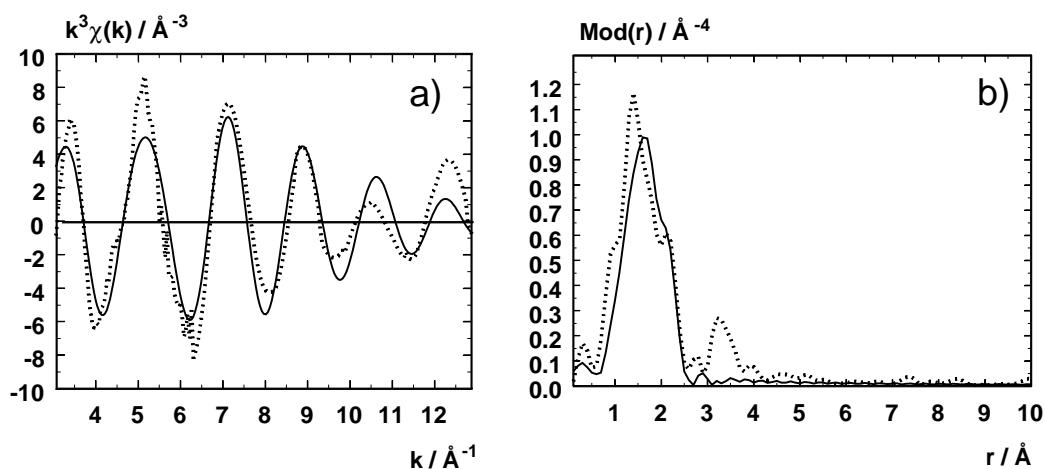 k³χ(k) / Å⁻³
a)
10
8
6
4
2
0
-2
-4
-6
-8
-10
4 5 6 7 8 9 10 11 12
k / Å⁻¹
Mod(r) / Å⁻⁴
b)
1.2
1.0
0.9
0.8
0.7
0.6
0.5
0.4
0.3
0.2
0.1
0.0
1 2 3 4 5 6 7 8 9 10
r / Å